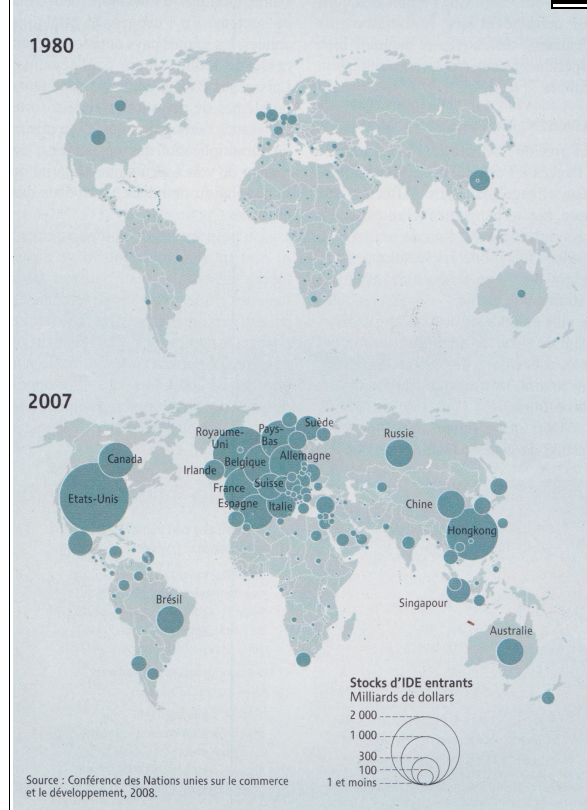 1980
2007
Suède
Pays-
Bas
Royaume-
Uni
Russie
Canada
Belgique
Allemagne
Irlande
Etats-Unis
France
Suisse
Espagne
Italie
Chine
Hongkong
Brésil
Singapour
Australie
Stocks d'IDE entrants
Milliards de dollars
2 000
1 000
300
100
1 et moins
Source : Conférence des Nations unies sur le commerce
et le développement, 2008.